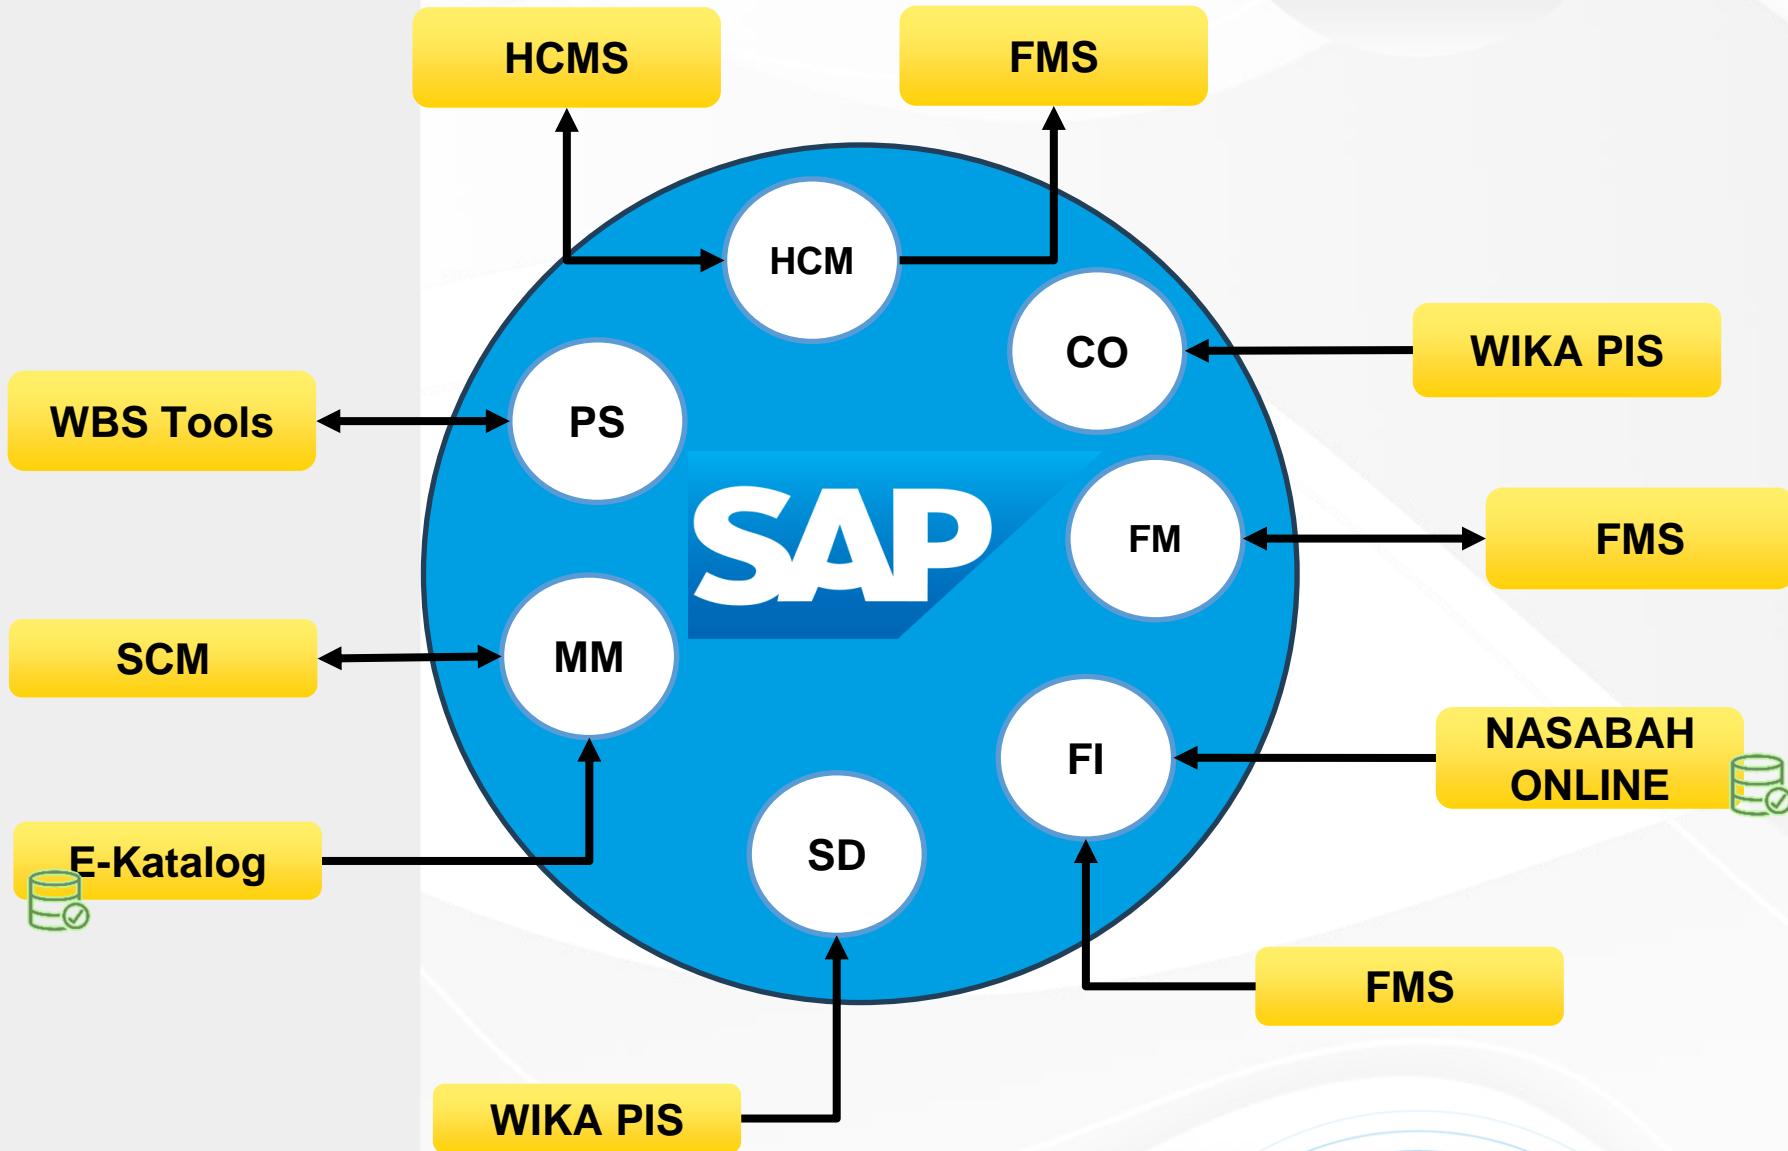 HCMS
FMS
HCM
CO
WIKA PIS
WBS Tools
PS
SAP
FM
FMS
SCM
MM
FI
NASABAH
ONLINE
E-Katalog
SD
FMS
WIKA PIS